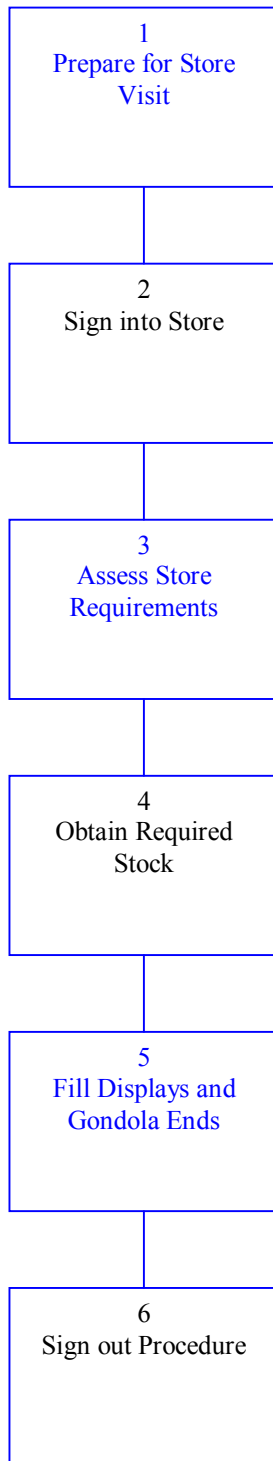 1
Prepare for Store
Visit
2
Sign into Store
3
Assess Store
Requirements
4
Obtain Required
Stock
5
Fill Displays and
Gondola Ends
6
Sign out Procedure